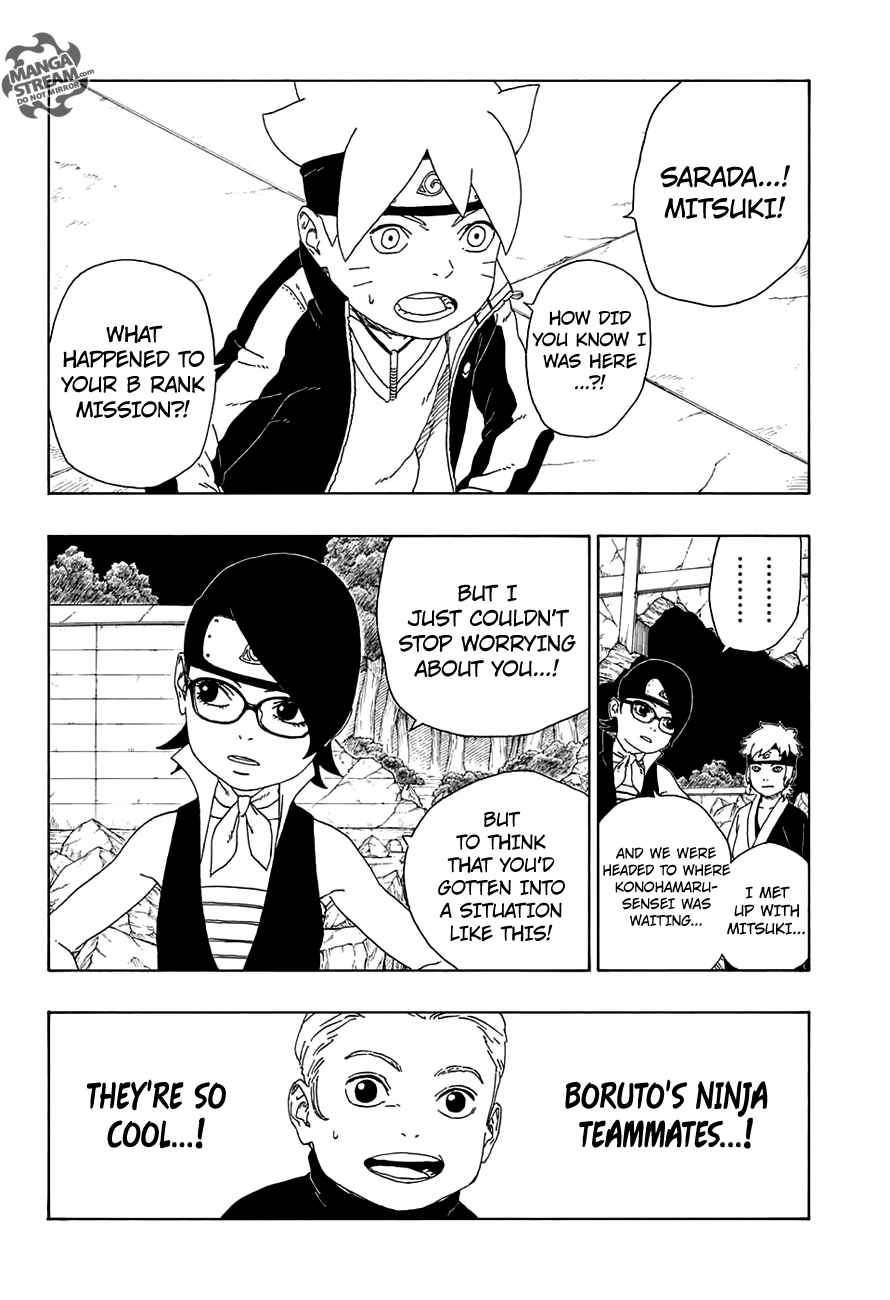 MANGA
STREAM.com
DO NOT MIRROR
SARADA...!
MITSUKI!
HOW DID
YOU KNOW I
WAS HERE
...?!
WHAT
HAPPENED TO
YOUR B RANK
MISSION?!
.........
.........
I MET
UP WITH
MITSUKI...
AND WE WERE
HEADED TO WHERE
KONOHAMARU-
SENSEI WAS
WAITING...
BUT I
JUST COULDN'T
STOP WORRYING
ABOUT YOU...!
BUT
TO THINK
THAT YOU'D
GOTTEN INTO
A SITUATION
LIKE THIS!
BORUTO'S NINJA
TEAMMATES...!
THEY'RE SO
COOL...!